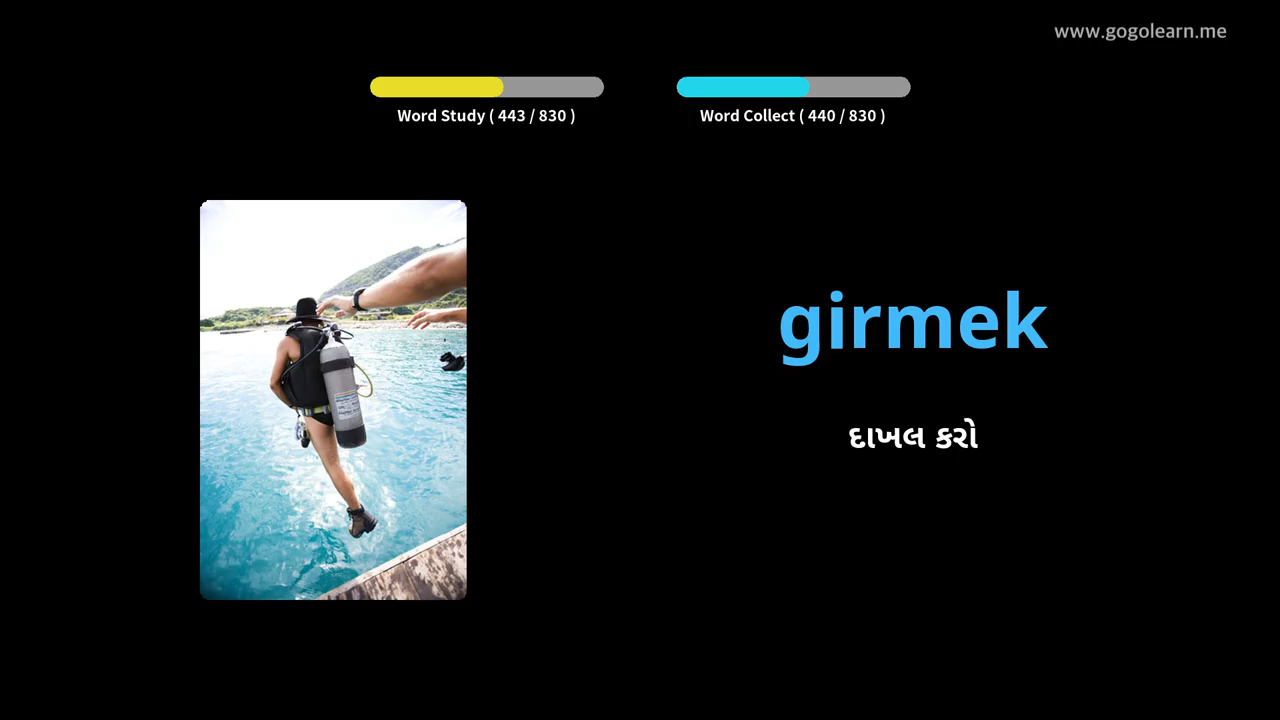 www.gogolearn.me
Word Study ( 443 / 830 )
Word Collect ( 440 / 830 )
girmek
દાખલ કરો